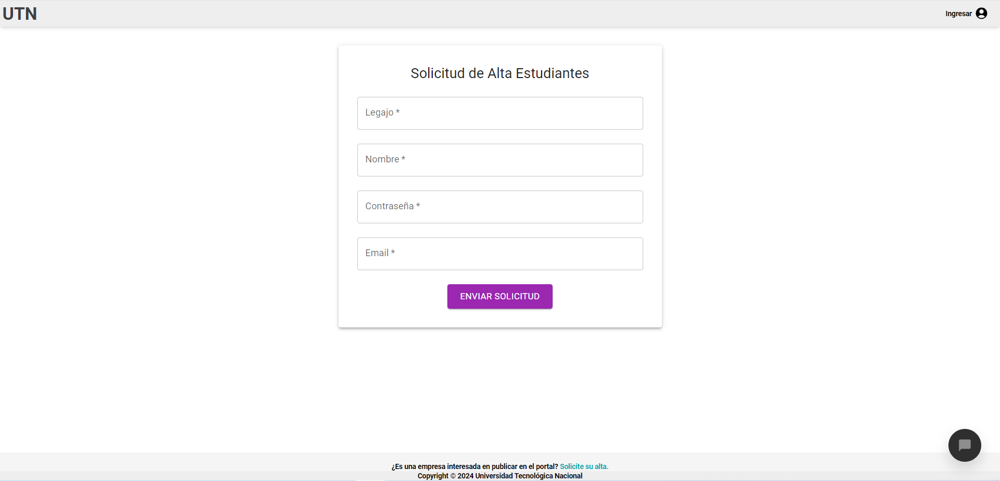 UTN
Ingresar
Solicitud de Alta Estudiantes
Legajo *
Nombre *
Contraseña *
Email *
ENVIAR SOLICITUD
¿Es una empresa interesada en publicar en el portal? Solicite su alta.
Copyright © 2024 Universidad Tecnológica Nacional